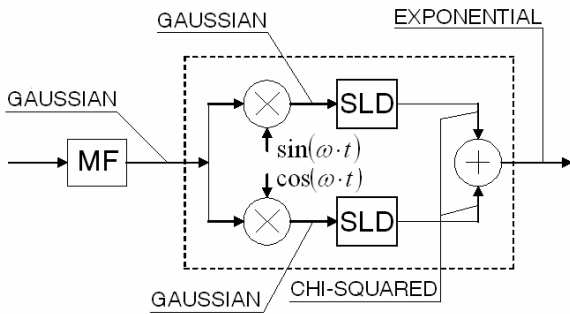 EXPONENTIAL
GAUSSIAN
GAUSSIAN
SLD
sin(ω·t)
MF
cos(ω·t)
SLD
GAUSSIAN
CHI-SQUARED